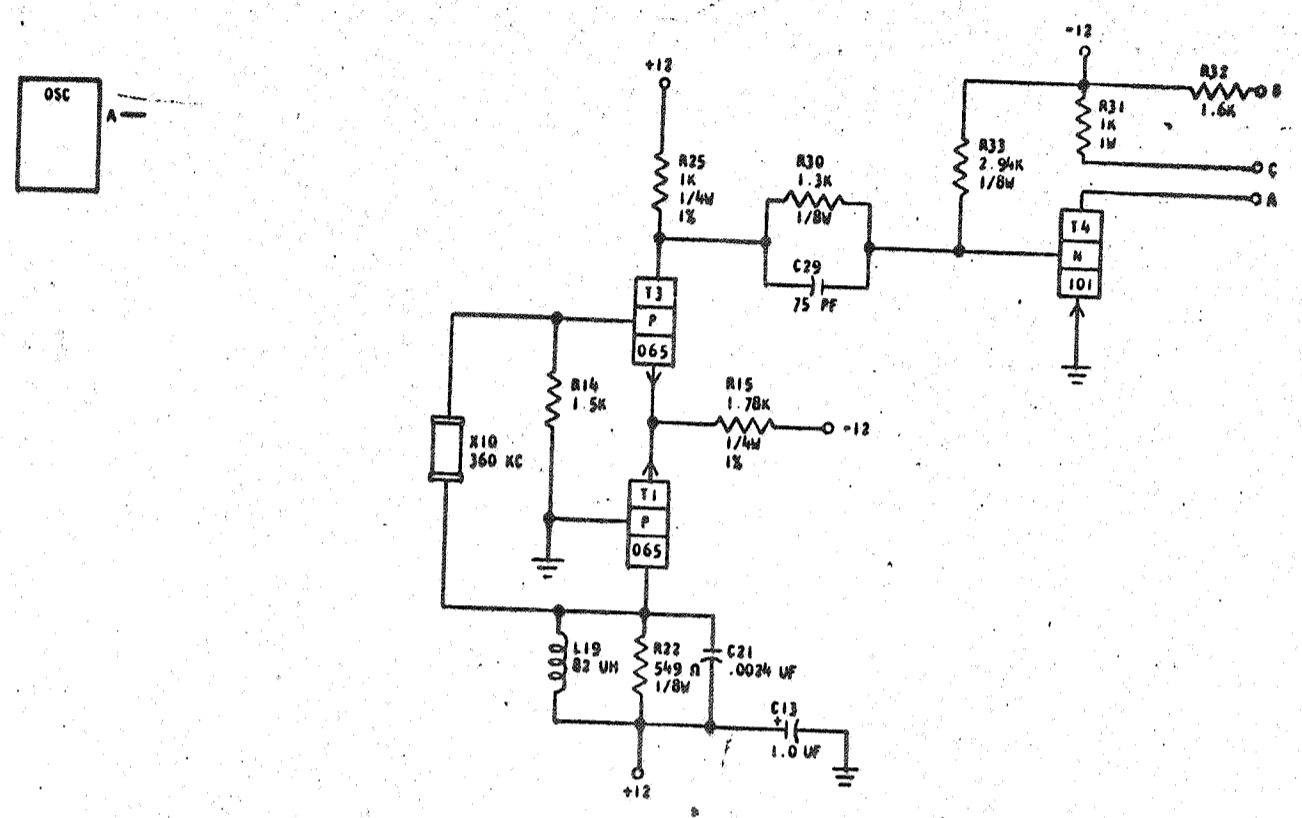 OSC
A
+12
R25
1K
1/4W
1%
R30
1.3K
1/8W
C29
75 PF
-12
R32
1.6K
B
R31
1K
1W
C
A
R33
2.94K
1/8W
T4
N
101
T3
P
065
R14
1.5K
R15
1.78K
1/4W
1%
-12
X10
360 KC
T1
P
065
L19
82 UH
R22
549 Ω
1/8W
C21
.0024 UF
C13
+
1.0 UF
+12